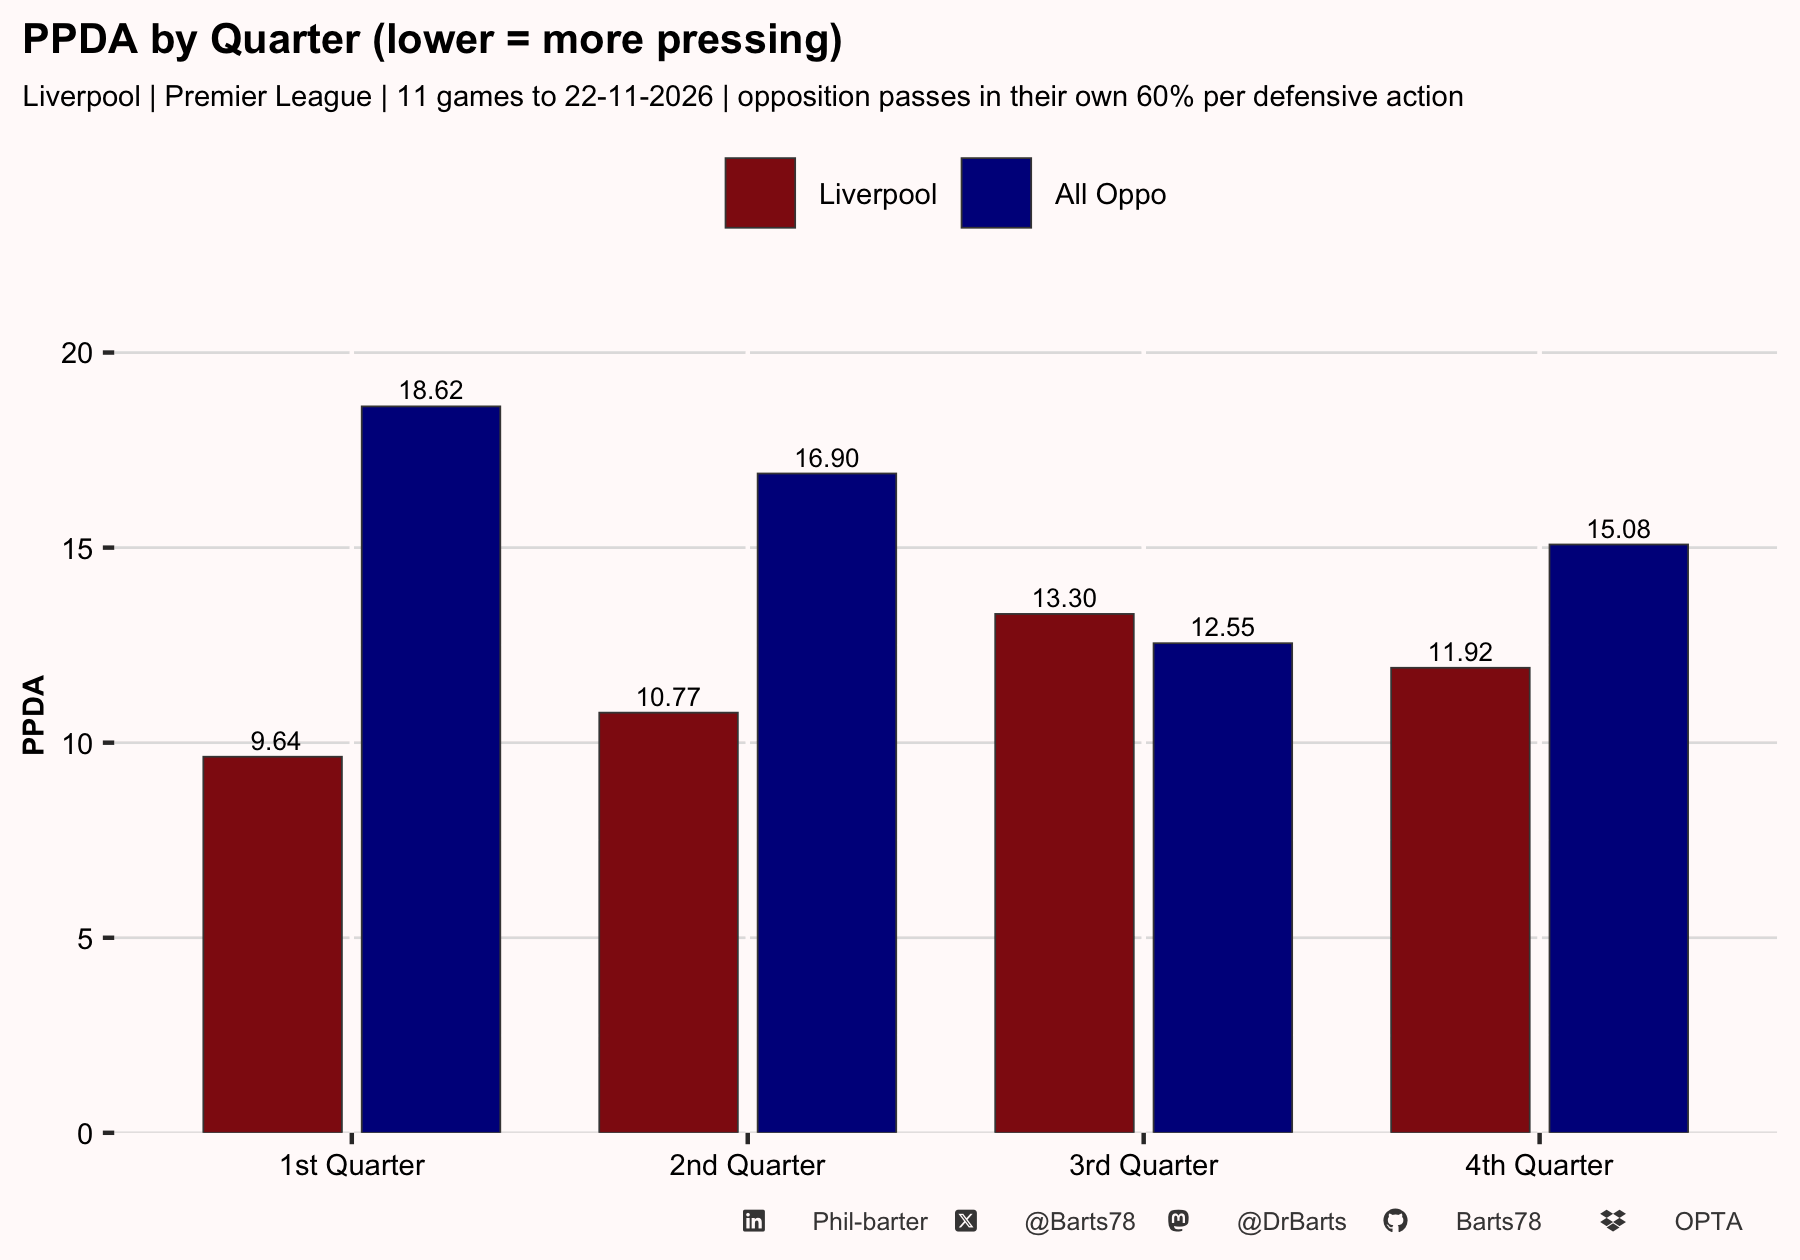 PPDA by Quarter (lower = more pressing)
Liverpool | Premier League | 11 games to 22-11-2026 | opposition passes in their own 60% per defensive action
Liverpool All Oppo
20
18.62
16.90
15
15.08
13.30
12.55
11.92
10.77
10
9.64
PPDA
5
0
1st Quarter 2nd Quarter 3rd Quarter 4th Quarter
Phil-barter @Barts78 @DrBarts Barts78 OPTA